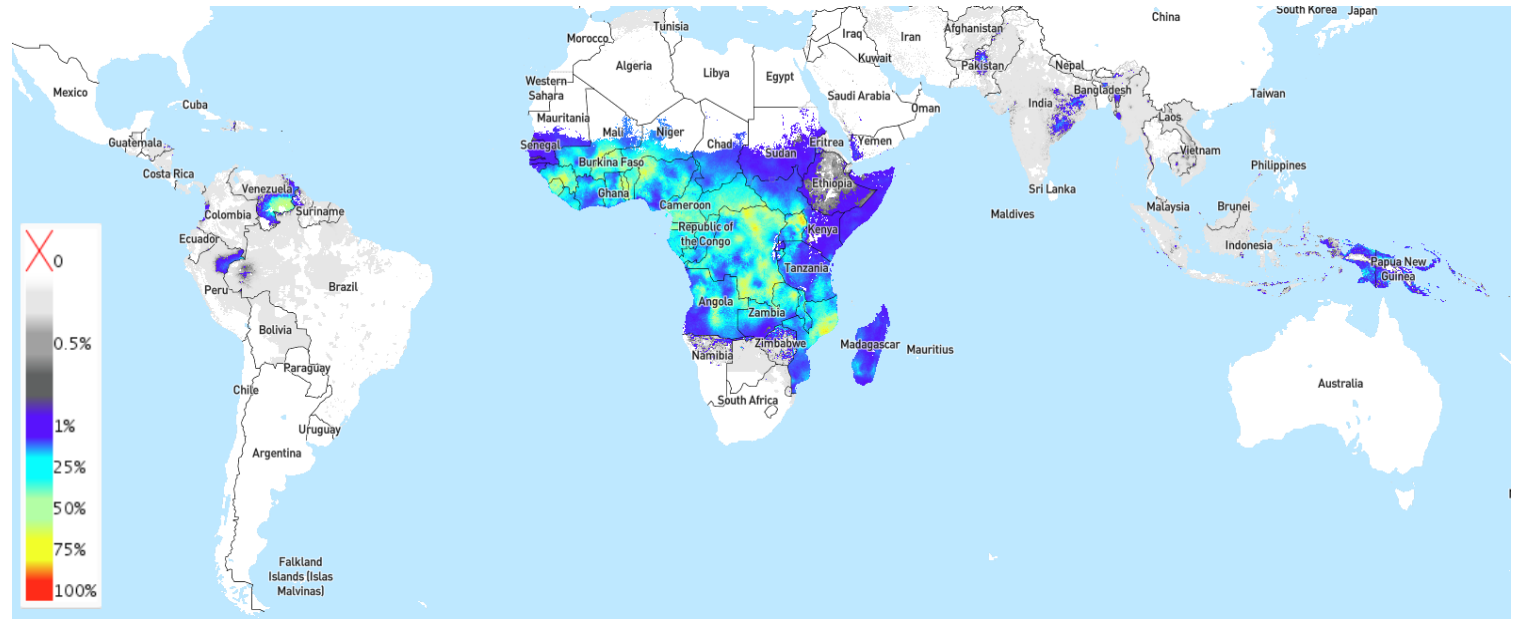 South Korea
Japan
China
Tunisia
Morocco
Iraq
Iran
Afghanistan
Kuwait
Pakistan
Nepal
Algeria
Libya
Egypt
Western
Sahara
Mexico
Cuba
Saudi Arabia
Oman
India
Bangladesh
Taiwan
Mauritania
Mali
Niger
Chad
Sudan
Eritrea
Yemen
Laos
Guatemala
Senegal
Burkina Faso
Vietnam
Philippines
Costa Rica
Venezuela
Ghana
Ethiopia
Sri Lanka
Maldives
Colombia
Suriname
Cameroon
Malaysia
Brunei
Ecuador
Republic of
the Congo
Kenya
Indonesia
Papua New
Guinea
Peru
Brazil
Tanzania
Angola
Zambia
Bolivia
Namibia
Zimbabwe
Madagascar
Mauritius
Paraguay
Chile
South Africa
Australia
Uruguay
Argentina
Falkland
Islands (Islas
Malvinas)
0
0.5%
1%
25%
50%
75%
100%